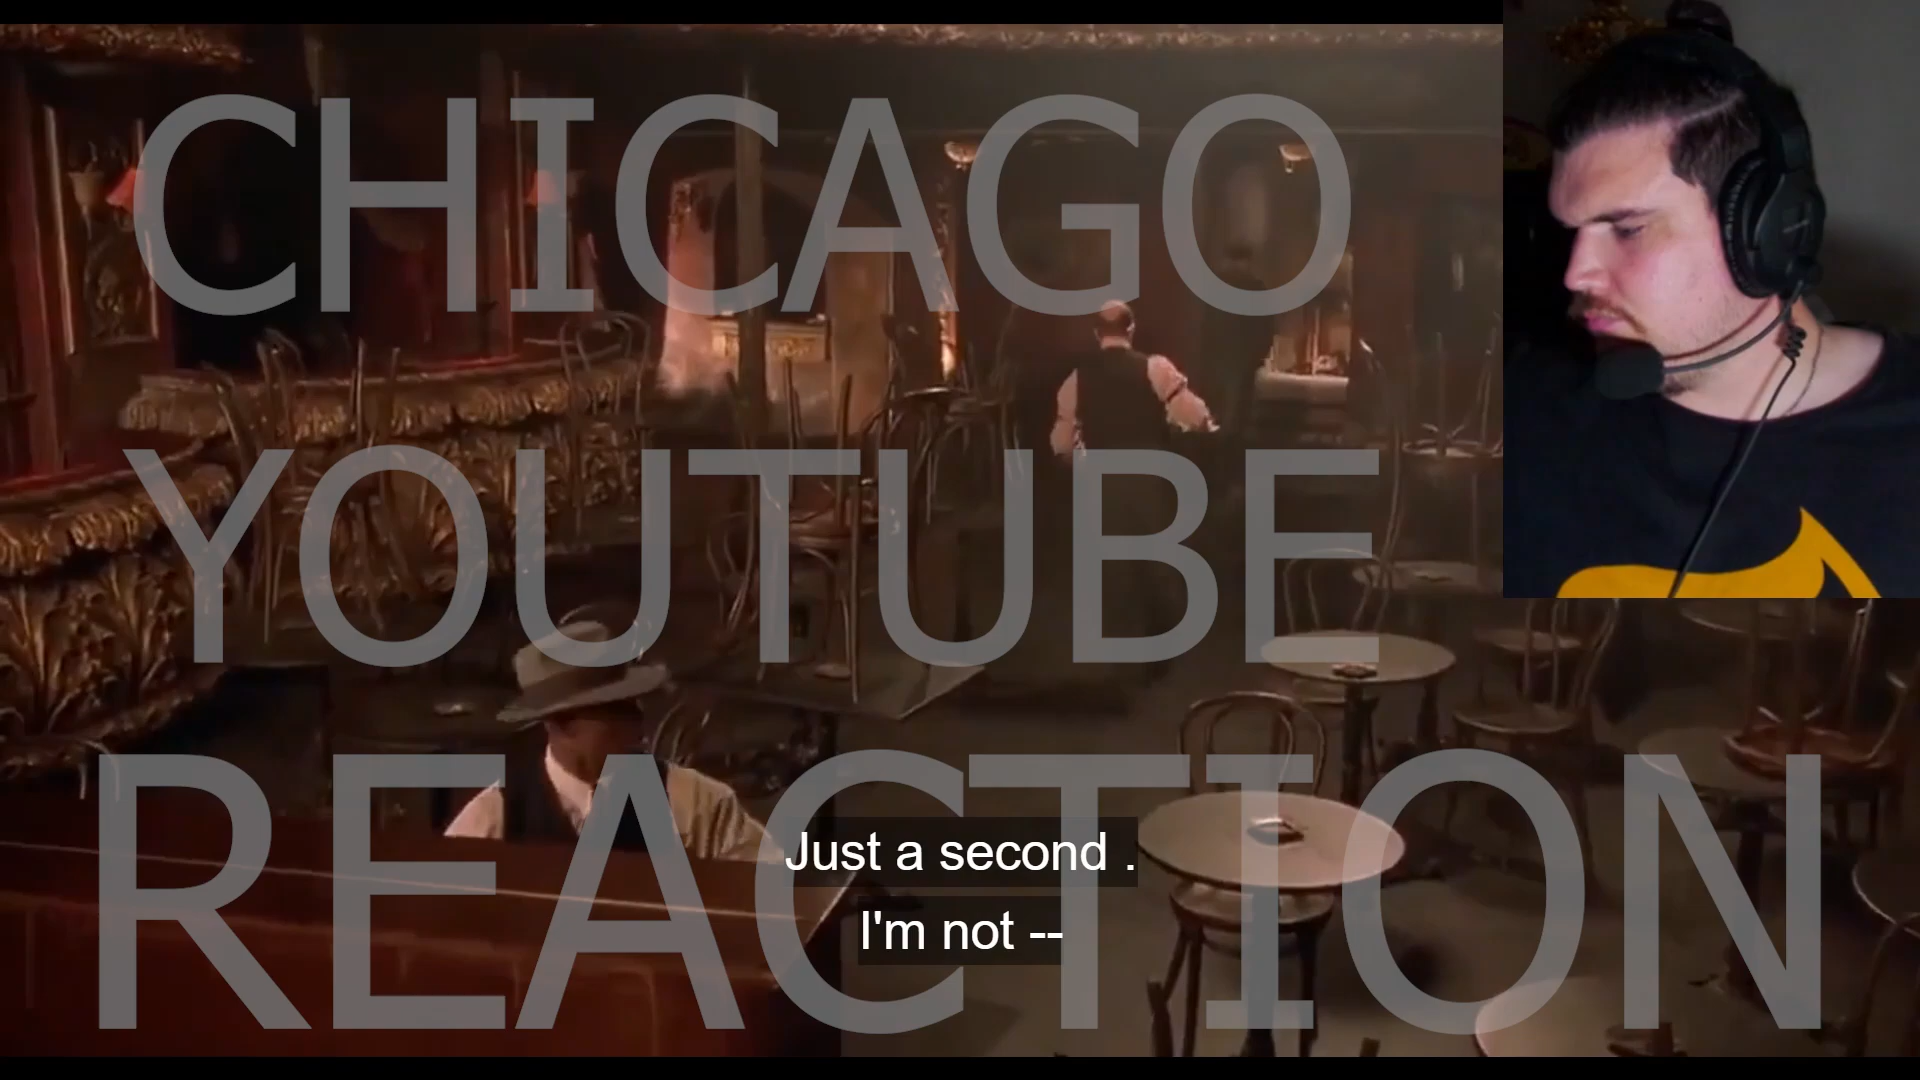 CHICAGO
YOUTUBE
REACTION
Just a second .
I'm not --